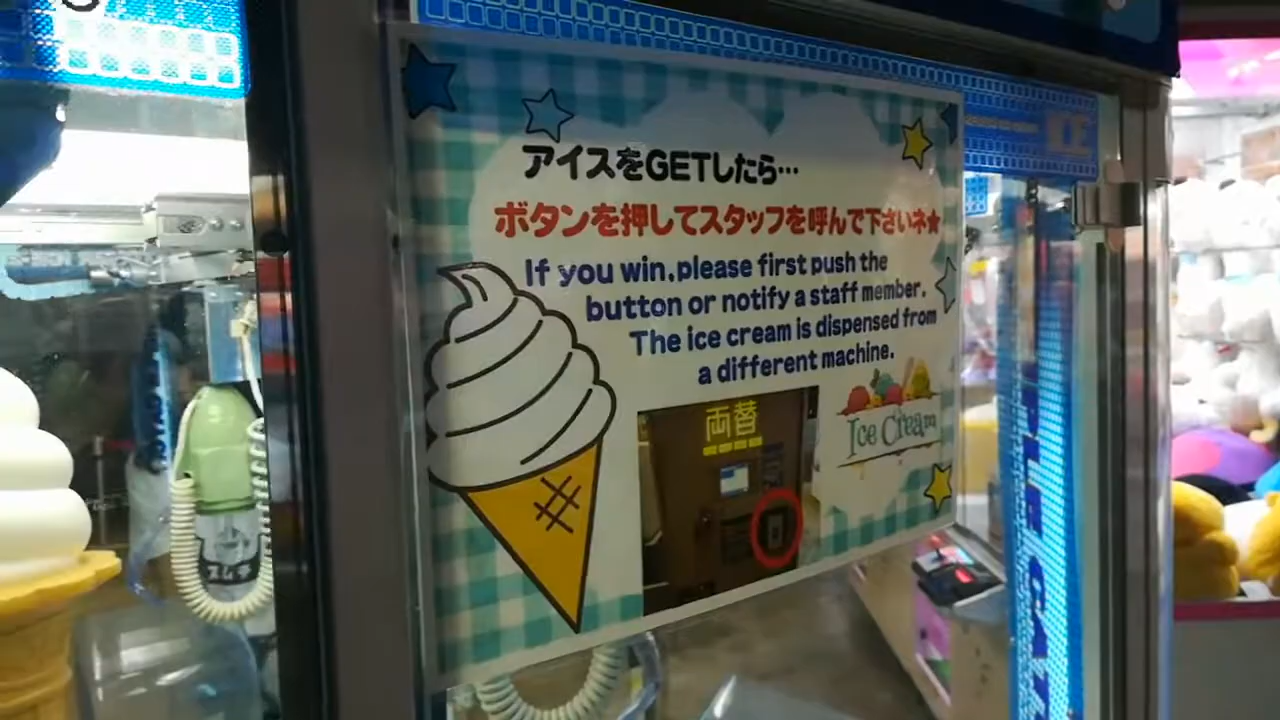 アイスをGETしたら…
ボタンを押してスタッフを呼んで下さいネ★
If you win.please first push the
button or notify a staff member.
The ice cream is dispensed from
a different machine.
両替
Ice Cream
ICE